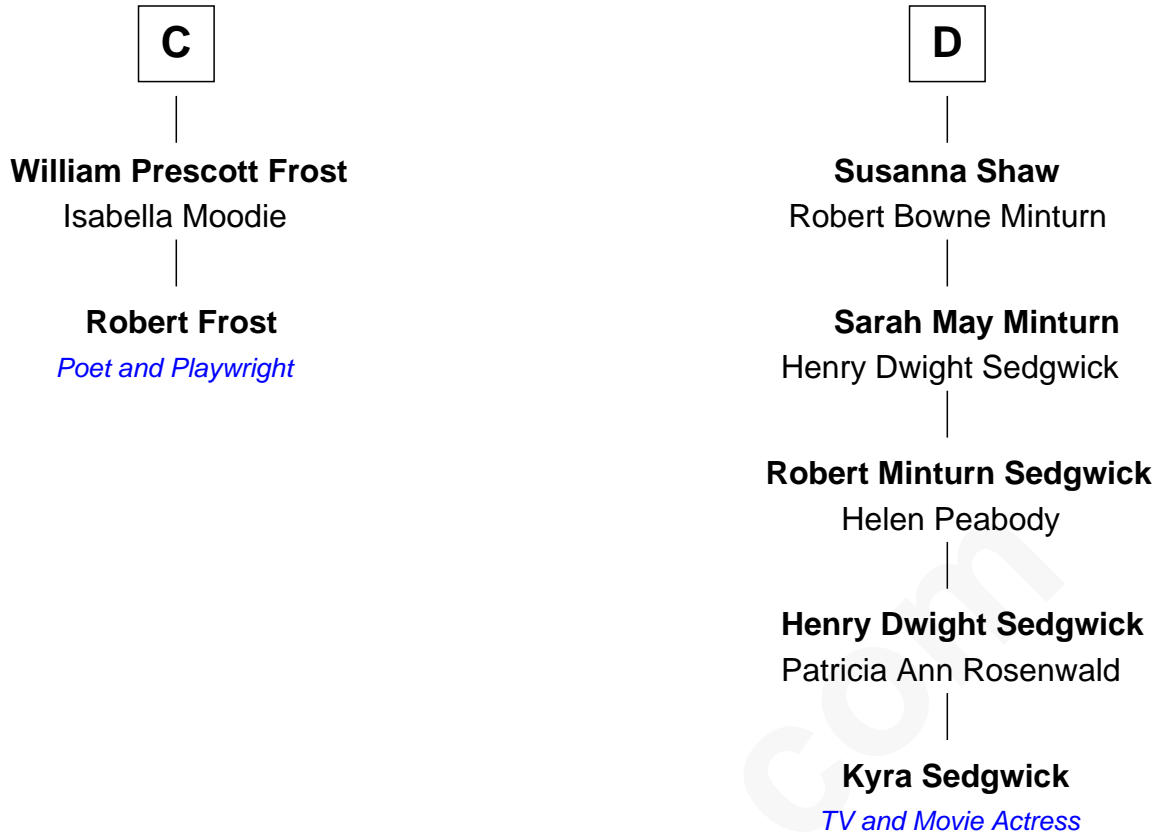 C
William Prescott Frost
Isabella Moodie
Robert Frost
Poet and Playwright
D
Susanna Shaw
Robert Bowne Minturn
Sarah May Minturn
Henry Dwight Sedgwick
Robert Minturn Sedgwick
Helen Peabody
Henry Dwight Sedgwick
Patricia Ann Rosenwald
Kyra Sedgwick
TV and Movie Actress
com